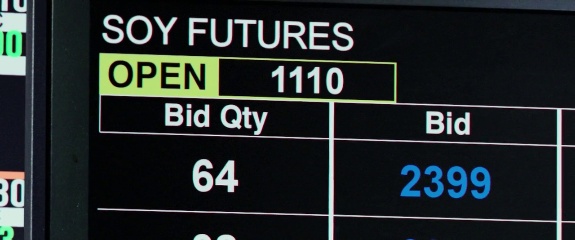 SOY FUTURES
OPEN 1110
Bid Qty Bid
64 2399